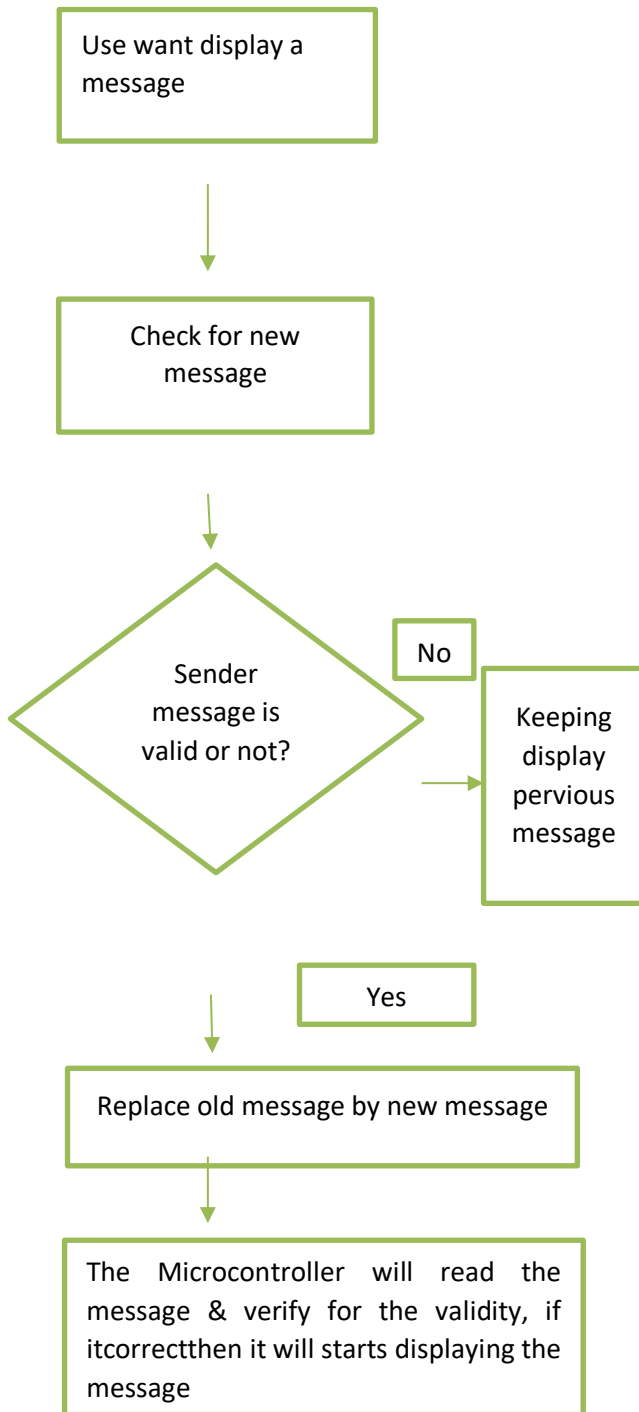 Use want display a
message
Check for new
message
Sender
message is
valid or not?
No
Keeping
display
pervious
message
Yes
Replace old message by new message
The Microcontroller will read the
message & verify for the validity, if
itcorrectthen it will starts displaying the
message